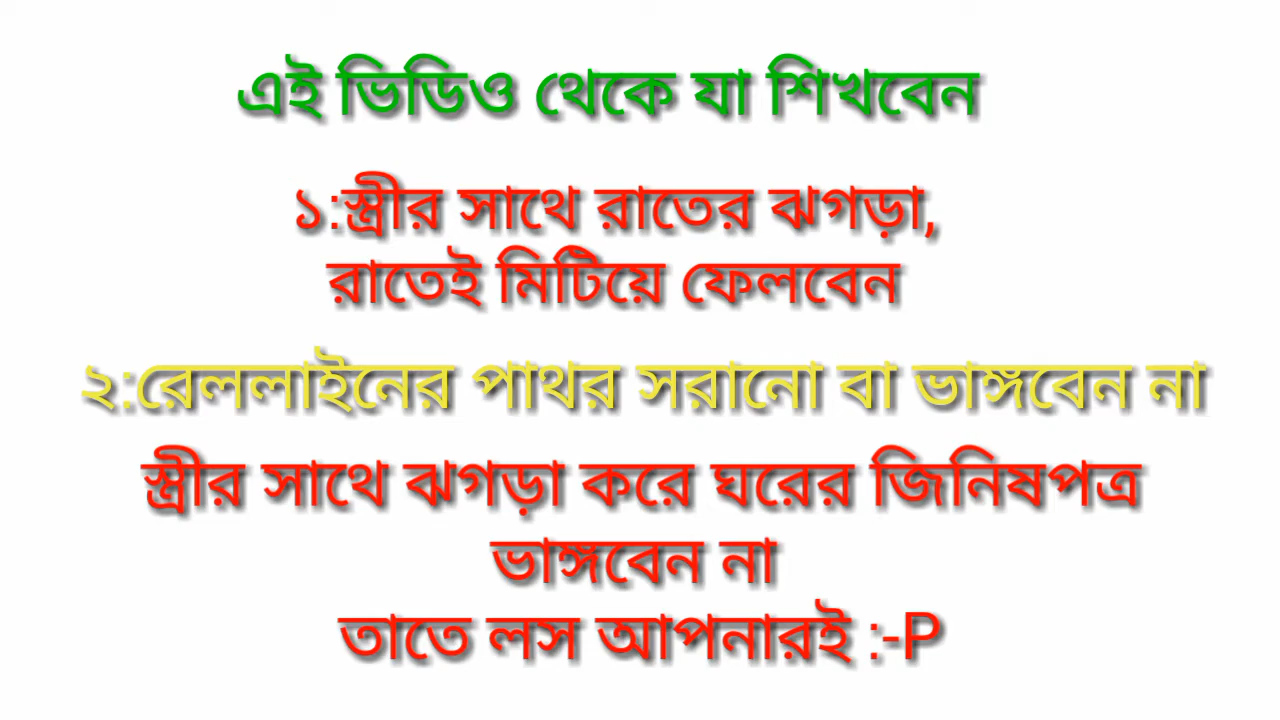 এই ভিডিও থেকে যা শিখবেন
১:স্ত্রীর সাথে রাতের ঝগড়া,
রাতেই মিটিয়ে ফেলবেন
২:রেললাইনের পাথর সরানো বা ভাঙ্গবেন না
স্ত্রীর সাথে ঝগড়া করে ঘরের জিনিষপত্র
ভাঙ্গবেন না
তাতে লস আপনারই :-P